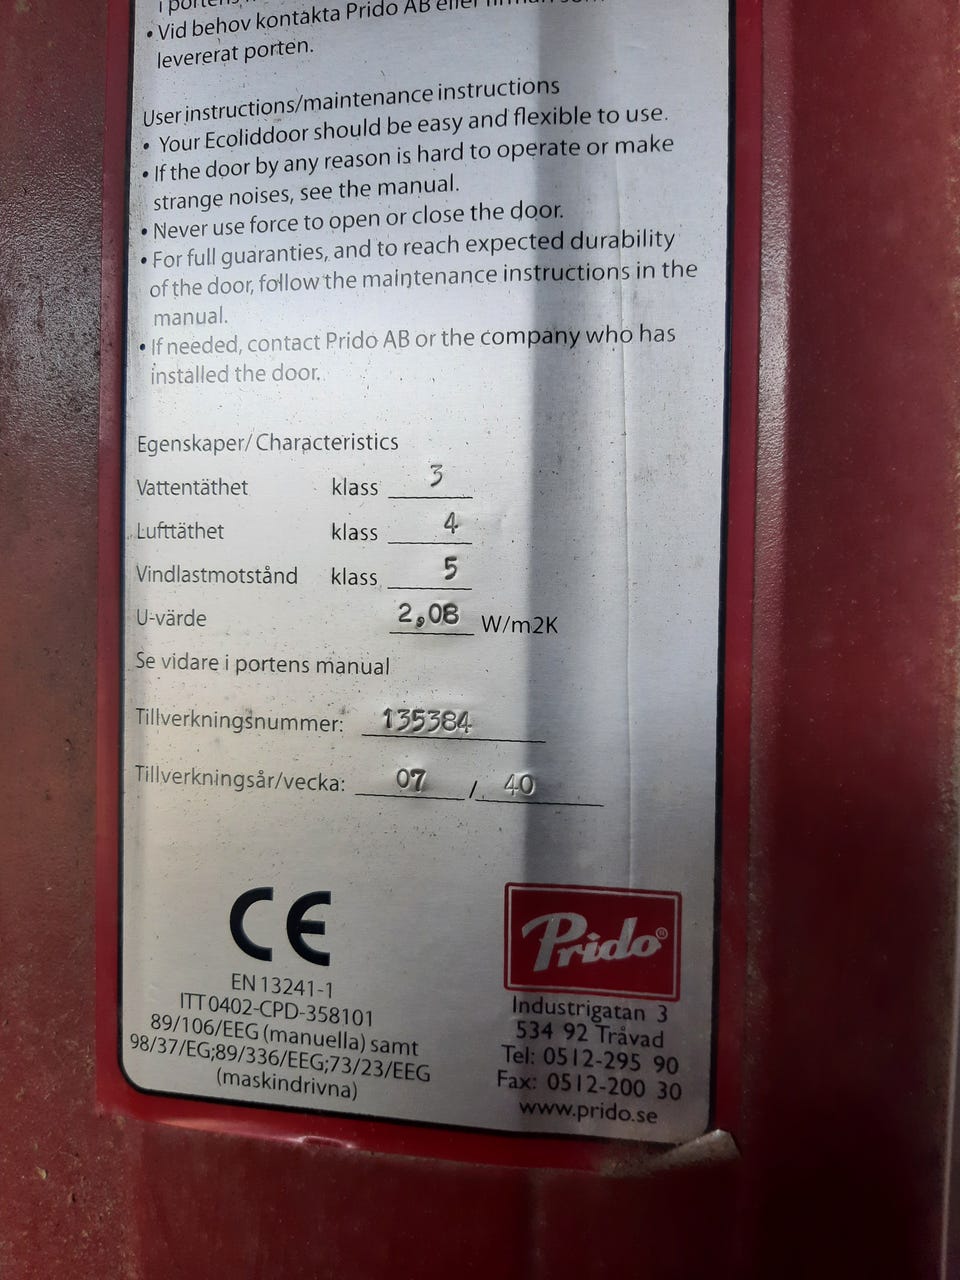 i portens
• Vid behov kontakta Prido AB eller firman som
levererat porten.
User instructions/maintenance instructions
• Your Ecoliddoor should be easy and flexible to use.
• If the door by any reason is hard to operate or make
strange noises, see the manual.
• Never use force to open or close the door.
• For full guaranties, and to reach expected durability
of the door, follow the maintenance instructions in the
manual.
• If needed, contact Prido AB or the company who has
installed the door.
Egenskaper/Characteristics
Vattentäthet klass 3
Lufttäthet klass 4
Vindlastmotstånd klass 5
U-värde 2,08 W/m2K
Se vidare i portens manual
Tillverkningsnummer: 135384
Tillverkningsår/vecka: 07 / 40
CE
EN 13241-1
ITT 0402-CPD-358101
89/106/EEG (manuella) samt
98/37/EG;89/336/EEG;73/23/EEG
(maskindrivna)
Prido®
Industrigatan 3
534 92 Tråvad
Tel: 0512-295 90
Fax: 0512-200 30
www.prido.se